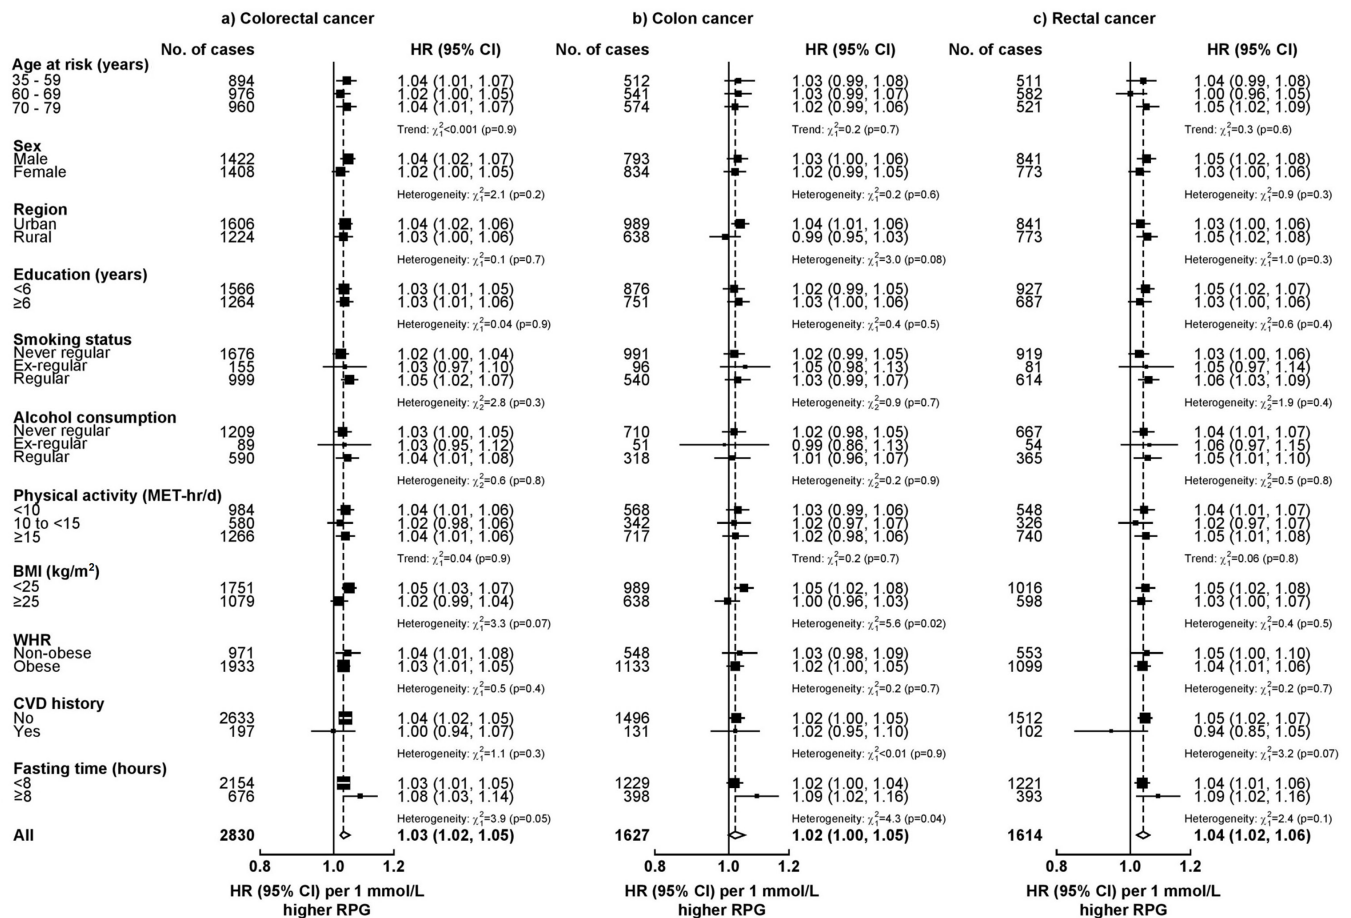 a) Colorectal cancer b) Colon cancer c) Rectal cancer
No. of cases HR (95% CI) No. of cases HR (95% CI) No. of cases HR (95% CI)
Age at risk (years)
35 - 59 894 1.04 (1.01, 1.07) 512 1.03 (0.99, 1.08) 511 1.04 (0.99, 1.08)
60 - 69 976 1.02 (1.00, 1.05) 541 1.03 (0.99, 1.07) 582 1.00 (0.96, 1.05)
70 - 79 960 1.04 (1.01, 1.07) 574 1.02 (0.99, 1.06) 521 1.05 (1.02, 1.09)
Trend: χ²₁<0.001 (p=0.9) Trend: χ²₁=0.2 (p=0.7) Trend: χ²₁=0.3 (p=0.6)
Sex
Male 1422 1.04 (1.02, 1.07) 793 1.03 (1.00, 1.06) 841 1.05 (1.02, 1.08)
Female 1408 1.02 (1.00, 1.05) 834 1.02 (0.99, 1.05) 773 1.03 (1.00, 1.06)
Heterogeneity: χ²₁=2.1 (p=0.2) Heterogeneity: χ²₁=0.2 (p=0.6) Heterogeneity: χ²₁=0.9 (p=0.3)
Region
Urban 1606 1.04 (1.02, 1.06) 989 1.04 (1.01, 1.06) 841 1.03 (1.00, 1.06)
Rural 1224 1.03 (1.00, 1.06) 638 0.99 (0.95, 1.03) 773 1.05 (1.02, 1.08)
Heterogeneity: χ²₁=0.1 (p=0.7) Heterogeneity: χ²₁=3.0 (p=0.08) Heterogeneity: χ²₁=1.0 (p=0.3)
Education (years)
<6 1566 1.03 (1.01, 1.05) 876 1.02 (0.99, 1.05) 927 1.05 (1.02, 1.07)
≥6 1264 1.03 (1.01, 1.06) 751 1.03 (1.00, 1.06) 687 1.03 (1.00, 1.06)
Heterogeneity: χ²₁=0.04 (p=0.9) Heterogeneity: χ²₁=0.4 (p=0.5) Heterogeneity: χ²₁=0.6 (p=0.4)
Smoking status
Never regular 1676 1.02 (1.00, 1.04) 991 1.02 (0.99, 1.05) 919 1.03 (1.00, 1.06)
Ex-regular 155 1.03 (0.97, 1.10) 96 1.05 (0.98, 1.13) 81 1.05 (0.97, 1.14)
Regular 999 1.05 (1.02, 1.07) 540 1.03 (0.99, 1.07) 614 1.06 (1.03, 1.09)
Heterogeneity: χ²₂=2.8 (p=0.3) Heterogeneity: χ²₂=0.9 (p=0.7) Heterogeneity: χ²₂=1.9 (p=0.4)
Alcohol consumption
Never regular 1209 1.03 (1.00, 1.05) 710 1.02 (0.98, 1.05) 667 1.04 (1.01, 1.07)
Ex-regular 89 1.03 (0.95, 1.12) 51 0.99 (0.86, 1.13) 54 1.06 (0.97, 1.15)
Regular 590 1.04 (1.01, 1.08) 318 1.01 (0.96, 1.07) 365 1.05 (1.01, 1.10)
Heterogeneity: χ²₂=0.6 (p=0.8) Heterogeneity: χ²₂=0.2 (p=0.9) Heterogeneity: χ²₂=0.5 (p=0.8)
Physical activity (MET-hr/d)
<10 984 1.04 (1.01, 1.06) 568 1.03 (0.99, 1.06) 548 1.04 (1.01, 1.07)
10 to <15 580 1.02 (0.98, 1.06) 342 1.02 (0.97, 1.07) 326 1.02 (0.97, 1.07)
≥15 1266 1.04 (1.01, 1.06) 717 1.02 (0.98, 1.06) 740 1.05 (1.01, 1.08)
Trend: χ²₁=0.04 (p=0.9) Trend: χ²₁=0.2 (p=0.7) Trend: χ²₁=0.06 (p=0.8)
BMI (kg/m²)
<25 1751 1.05 (1.03, 1.07) 989 1.05 (1.02, 1.08) 1016 1.05 (1.02, 1.08)
≥25 1079 1.02 (0.99, 1.04) 638 1.00 (0.96, 1.03) 598 1.03 (1.00, 1.07)
Heterogeneity: χ²₁=3.3 (p=0.07) Heterogeneity: χ²₁=5.6 (p=0.02) Heterogeneity: χ²₁=0.4 (p=0.5)
WHR
Non-obese 971 1.04 (1.01, 1.08) 548 1.03 (0.98, 1.09) 553 1.05 (1.00, 1.10)
Obese 1933 1.03 (1.01, 1.05) 1133 1.02 (1.00, 1.05) 1099 1.04 (1.01, 1.06)
Heterogeneity: χ²₁=0.5 (p=0.4) Heterogeneity: χ²₁=0.2 (p=0.7) Heterogeneity: χ²₁=0.2 (p=0.7)
CVD history
No 2633 1.04 (1.02, 1.05) 1496 1.02 (1.00, 1.05) 1512 1.05 (1.02, 1.07)
Yes 197 1.00 (0.94, 1.07) 131 1.02 (0.95, 1.10) 102 0.94 (0.85, 1.05)
Heterogeneity: χ²₁=1.1 (p=0.3) Heterogeneity: χ²₁<0.01 (p=0.9) Heterogeneity: χ²₁=3.2 (p=0.07)
Fasting time (hours)
<8 2154 1.03 (1.01, 1.05) 1229 1.02 (1.00, 1.04) 1221 1.04 (1.01, 1.06)
≥8 676 1.08 (1.03, 1.14) 398 1.09 (1.02, 1.16) 393 1.09 (1.02, 1.16)
Heterogeneity: χ²₁=3.9 (p=0.05) Heterogeneity: χ²₁=4.3 (p=0.04) Heterogeneity: χ²₁=2.4 (p=0.1)
All 2830 1.03 (1.02, 1.05) 1627 1.02 (1.00, 1.05) 1614 1.04 (1.02, 1.06)
0.8 1.0 1.2 0.8 1.0 1.2 0.8 1.0 1.2
HR (95% CI) per 1 mmol/L HR (95% CI) per 1 mmol/L HR (95% CI) per 1 mmol/L
higher RPG higher RPG higher RPG